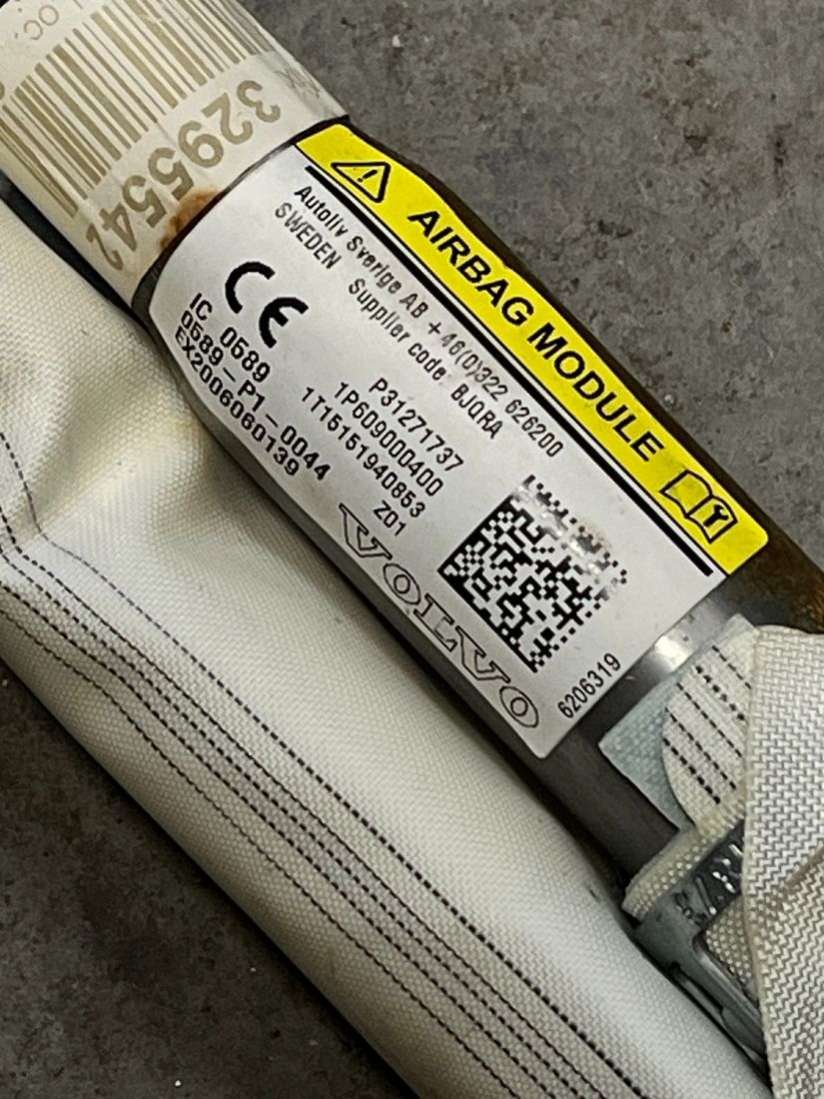 3295542
AIRBAG MODULE
Autoliv Sverige AB +46(0)322 626200
SWEDEN Supplier code: BJQRA
CE
P31271737
IC 0589
1P609000400
0589-P1-0044
1T15151940853
EX2006060139
Z01
VOLVO
6206319